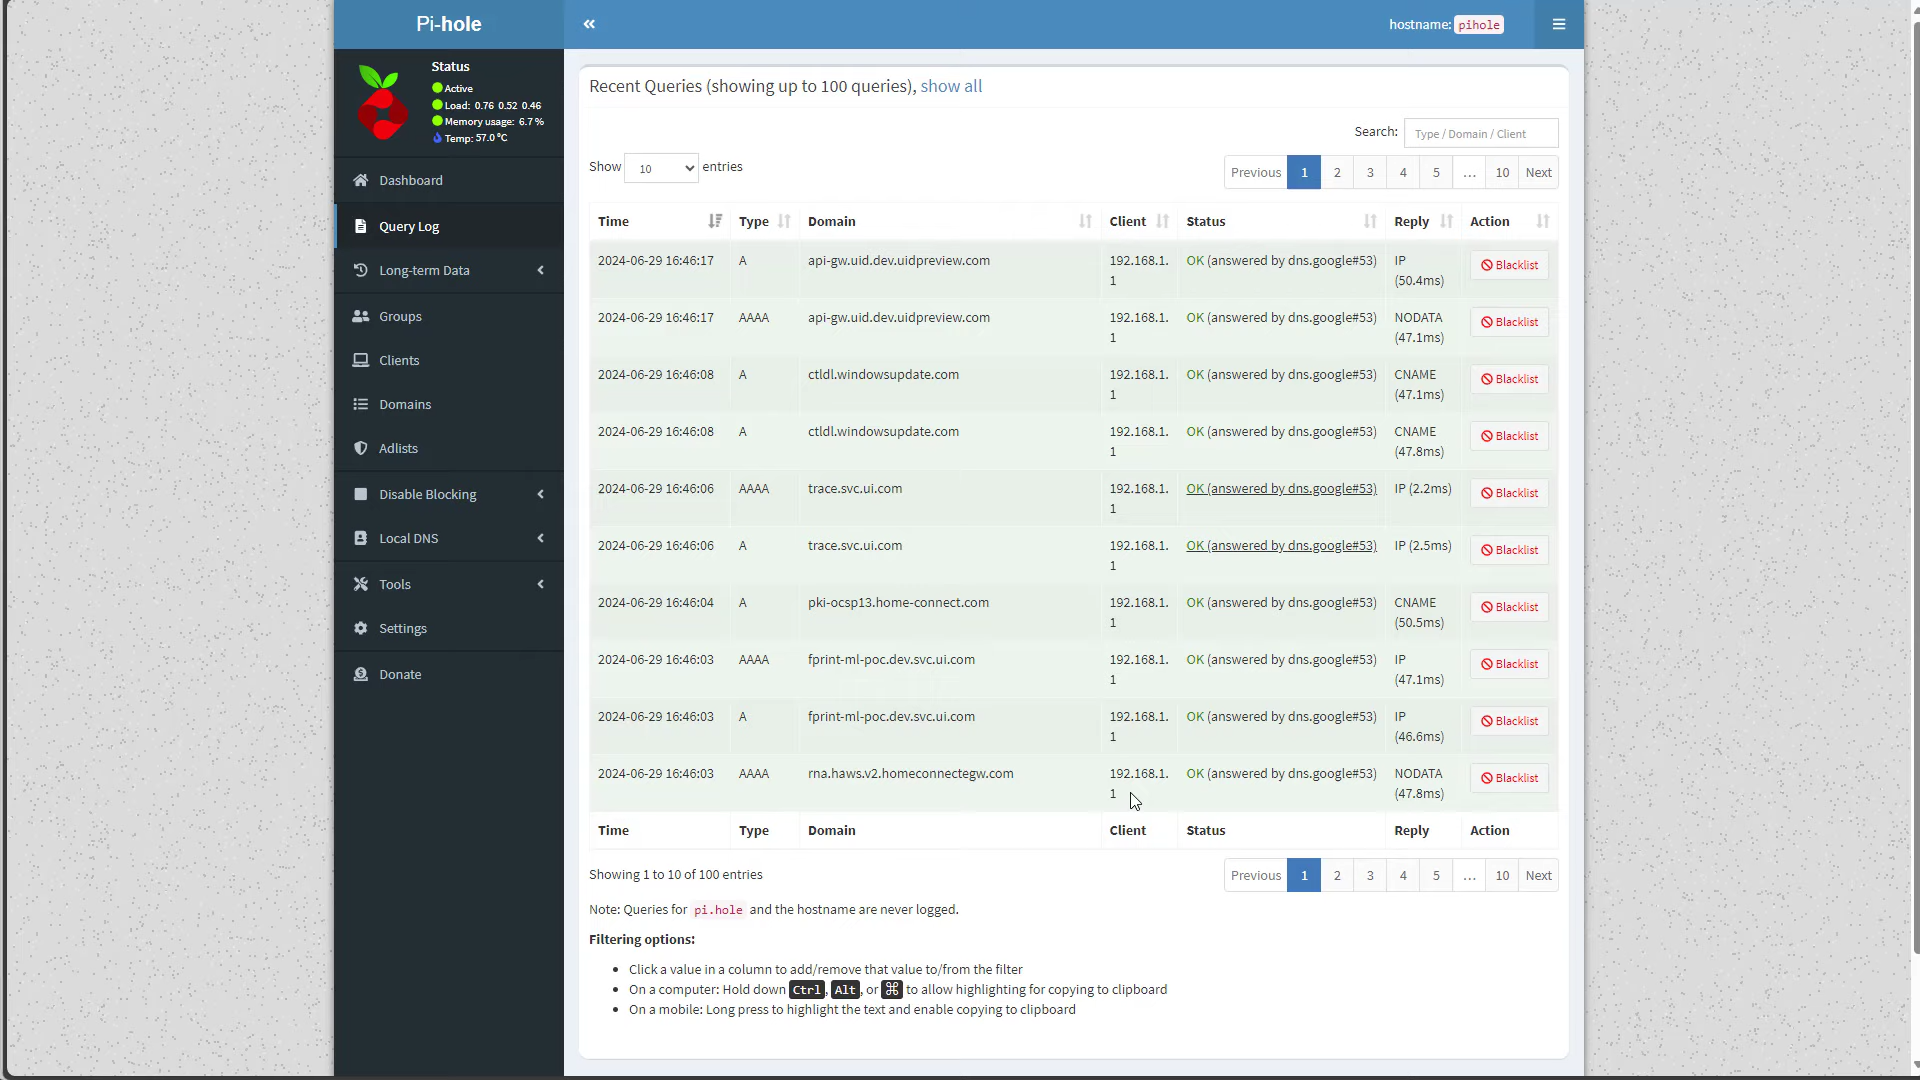 Pi-hole
hostname: pihole
Status
Active
Load: 0.76 0.52 0.46
Memory usage: 6.7 %
Temp: 57.0 °C
Dashboard
Query Log
Long-term Data
Groups
Clients
Domains
Adlists
Disable Blocking
Local DNS
Tools
Settings
Donate
Recent Queries (showing up to 100 queries), show all
Search: Type / Domain / Client
Show 10 entries
Previous 1 2 3 4 5 … 10 Next
Time Type Domain Client Status Reply Action
2024-06-29 16:46:17 A api-gw.uid.dev.uidpreview.com 192.168.1. OK (answered by dns.google#53) IP Blacklist
1 (50.4ms)
2024-06-29 16:46:17 AAAA api-gw.uid.dev.uidpreview.com 192.168.1. OK (answered by dns.google#53) NODATA Blacklist
1 (47.1ms)
2024-06-29 16:46:08 A ctldl.windowsupdate.com 192.168.1. OK (answered by dns.google#53) CNAME Blacklist
1 (47.1ms)
2024-06-29 16:46:08 A ctldl.windowsupdate.com 192.168.1. OK (answered by dns.google#53) CNAME Blacklist
1 (47.8ms)
2024-06-29 16:46:06 AAAA trace.svc.ui.com 192.168.1. OK (answered by dns.google#53) IP (2.2ms) Blacklist
1
2024-06-29 16:46:06 A trace.svc.ui.com 192.168.1. OK (answered by dns.google#53) IP (2.5ms) Blacklist
1
2024-06-29 16:46:04 A pki-ocsp13.home-connect.com 192.168.1. OK (answered by dns.google#53) CNAME Blacklist
1 (50.5ms)
2024-06-29 16:46:03 AAAA fprint-ml-poc.dev.svc.ui.com 192.168.1. OK (answered by dns.google#53) IP Blacklist
1 (47.1ms)
2024-06-29 16:46:03 A fprint-ml-poc.dev.svc.ui.com 192.168.1. OK (answered by dns.google#53) IP Blacklist
1 (46.6ms)
2024-06-29 16:46:03 AAAA rna.haws.v2.homeconnectegw.com 192.168.1. OK (answered by dns.google#53) NODATA Blacklist
1 (47.8ms)
Time Type Domain Client Status Reply Action
Showing 1 to 10 of 100 entries
Previous 1 2 3 4 5 … 10 Next
Note: Queries for pi.hole and the hostname are never logged.
Filtering options:
Click a value in a column to add/remove that value to/from the filter
On a computer: Hold down Ctrl, Alt, or ⌘ to allow highlighting for copying to clipboard
On a mobile: Long press to highlight the text and enable copying to clipboard